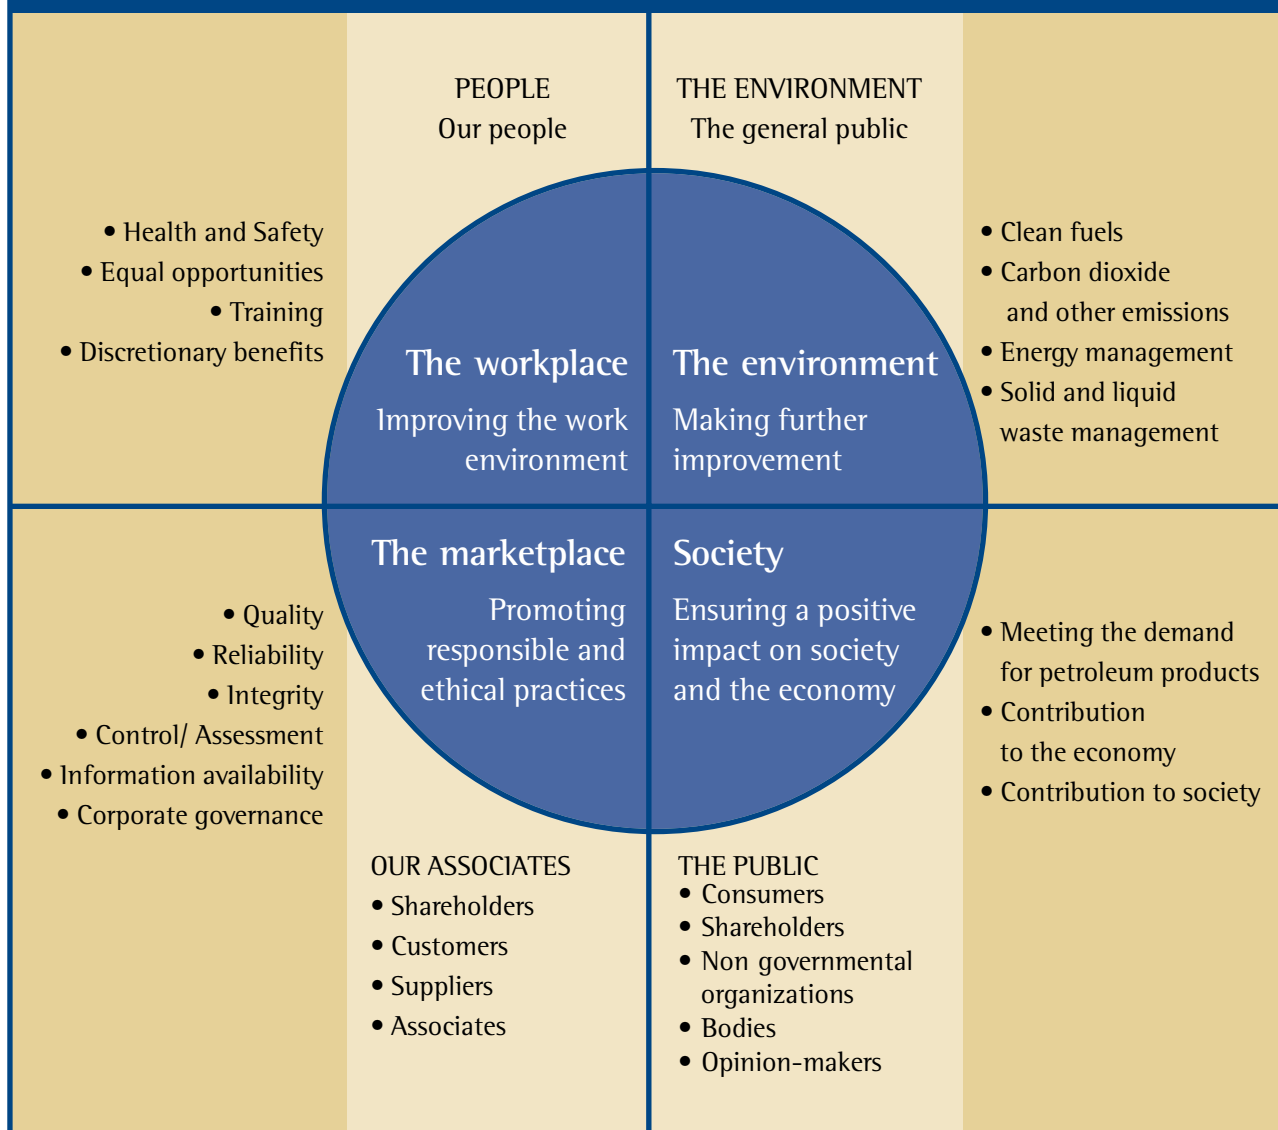 PEOPLE
Our people
• Health and Safety
• Equal opportunities
• Training
• Discretionary benefits
The workplace
Improving the work
environment
THE ENVIRONMENT
The general public
The environment
Making further
improvement
• Clean fuels
• Carbon dioxide
and other emissions
• Energy management
• Solid and liquid
waste management
• Quality
• Reliability
• Integrity
• Control/ Assessment
• Information availability
• Corporate governance
The marketplace
Promoting
responsible and
ethical practices
OUR ASSOCIATES
• Shareholders
• Customers
• Suppliers
• Associates
Society
Ensuring a positive
impact on society
and the economy
• Meeting the demand
for petroleum products
• Contribution
to the economy
• Contribution to society
THE PUBLIC
• Consumers
• Shareholders
• Non governmental
organizations
• Bodies
• Opinion-makers